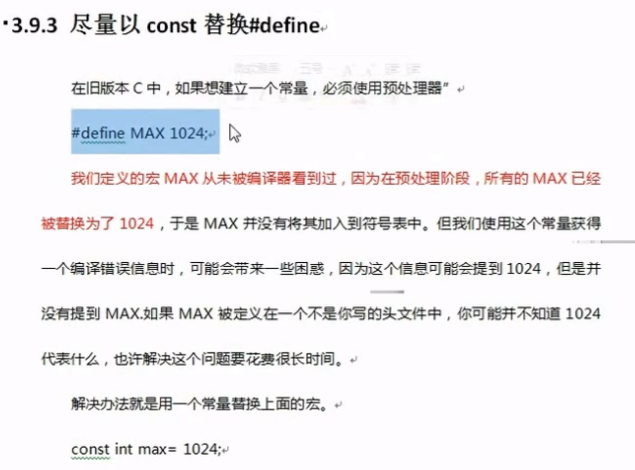 3.9.3 尽量以 const 替换#define
在旧版本 C 中，如果想建立一个常量，必须使用预处理器”
#define MAX 1024;
我们定义的宏 MAX 从未被编译器看到过，因为在预处理阶段，所有的 MAX 已经
被替换为了 1024，于是 MAX 并没有将其加入到符号表中。但我们使用这个常量获得
一个编译错误信息时，可能会带来一些困惑，因为这个信息可能会提到 1024，但是并
没有提到 MAX.如果 MAX 被定义在一个不是你写的头文件中，你可能并不知道 1024
代表什么，也许解决这个问题要花费很长时间。
解决办法就是用一个常量替换上面的宏。
const int max= 1024;